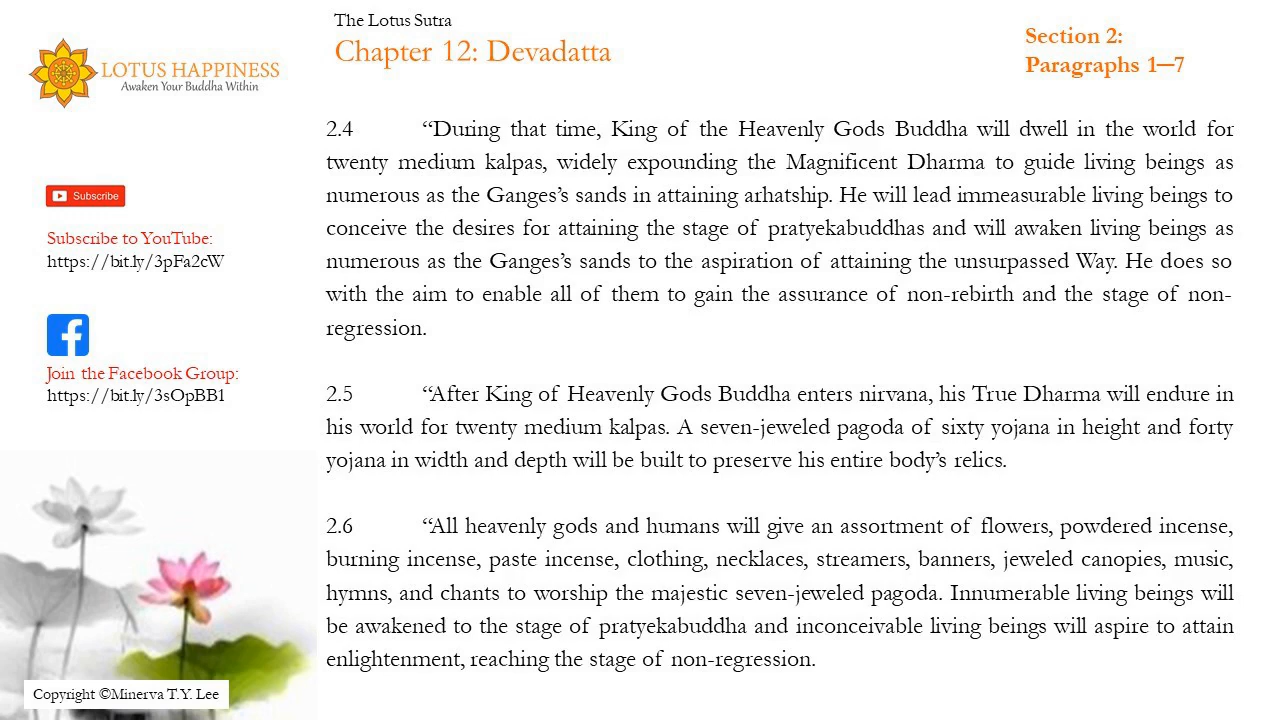 The Lotus Sutra
Chapter 12: Devadatta
Section 2:
Paragraphs 1—7
LOTUS HAPPINESS
Awaken Your Buddha Within
Subscribe
Subscribe to YouTube:
https://bit.ly/3pFa2cW
Join the Facebook Group:
https://bit.ly/3sOpBB1
2.4 “During that time, King of the Heavenly Gods Buddha will dwell in the world for
twenty medium kalpas, widely expounding the Magnificent Dharma to guide living beings as
numerous as the Ganges’s sands in attaining arhatship. He will lead immeasurable living beings to
conceive the desires for attaining the stage of pratyekabuddhas and will awaken living beings as
numerous as the Ganges’s sands to the aspiration of attaining the unsurpassed Way. He does so
with the aim to enable all of them to gain the assurance of non-rebirth and the stage of non-
regression.
2.5 “After King of Heavenly Gods Buddha enters nirvana, his True Dharma will endure in
his world for twenty medium kalpas. A seven-jeweled pagoda of sixty yojana in height and forty
yojana in width and depth will be built to preserve his entire body’s relics.
2.6 “All heavenly gods and humans will give an assortment of flowers, powdered incense,
burning incense, paste incense, clothing, necklaces, streamers, banners, jeweled canopies, music,
hymns, and chants to worship the majestic seven-jeweled pagoda. Innumerable living beings will
be awakened to the stage of pratyekabuddha and inconceivable living beings will aspire to attain
enlightenment, reaching the stage of non-regression.
Copyright ©Minerva T.Y. Lee